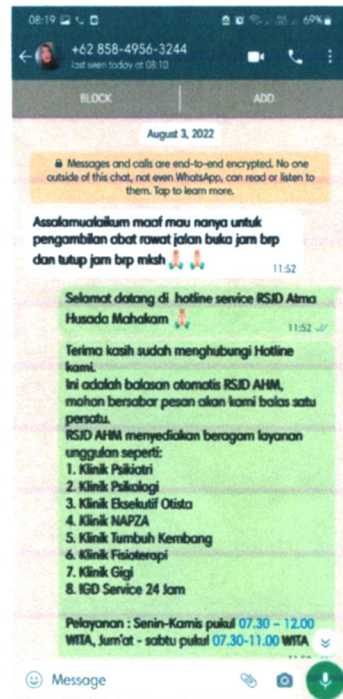 08:19
69%
+62 858-4956-3244
last seen today at 08:10
BLOCK
ADD
August 3, 2022
Messages and calls are end-to-end encrypted. No one
outside of this chat, not even WhatsApp, can read or listen to
them. Tap to learn more.
Assalamualaikum maaf mau nanya untuk
pengambilan obat rawat jalan buka jam brp
dan tutup jam brp mksh
11:52
Selamat datang di hotline service RSJD Atma
Husada Mahakam
11:52
Terima kasih sudah menghubungi Hotline
kami.
Ini adalah balasan otomatis RSJD AHM,
mohon bersabar pesan akan kami balas satu
persatu.
RSJD AHM menyediakan beragam layanan
unggulan seperti:
1. Klinik Psikiatri
2. Klinik Psikologi
3. Klinik Eksekutif Otista
4. Klinik NAPZA
5. Klinik Tumbuh Kembang
6. Klinik Fisioterapi
7. Klinik Gigi
8. IGD Service 24 Jam
Pelayanan : Senin-Kamis pukul 07.30 - 12.00
WITA, Jum'at - sabtu pukul 07.30-11.00 WITA
Message